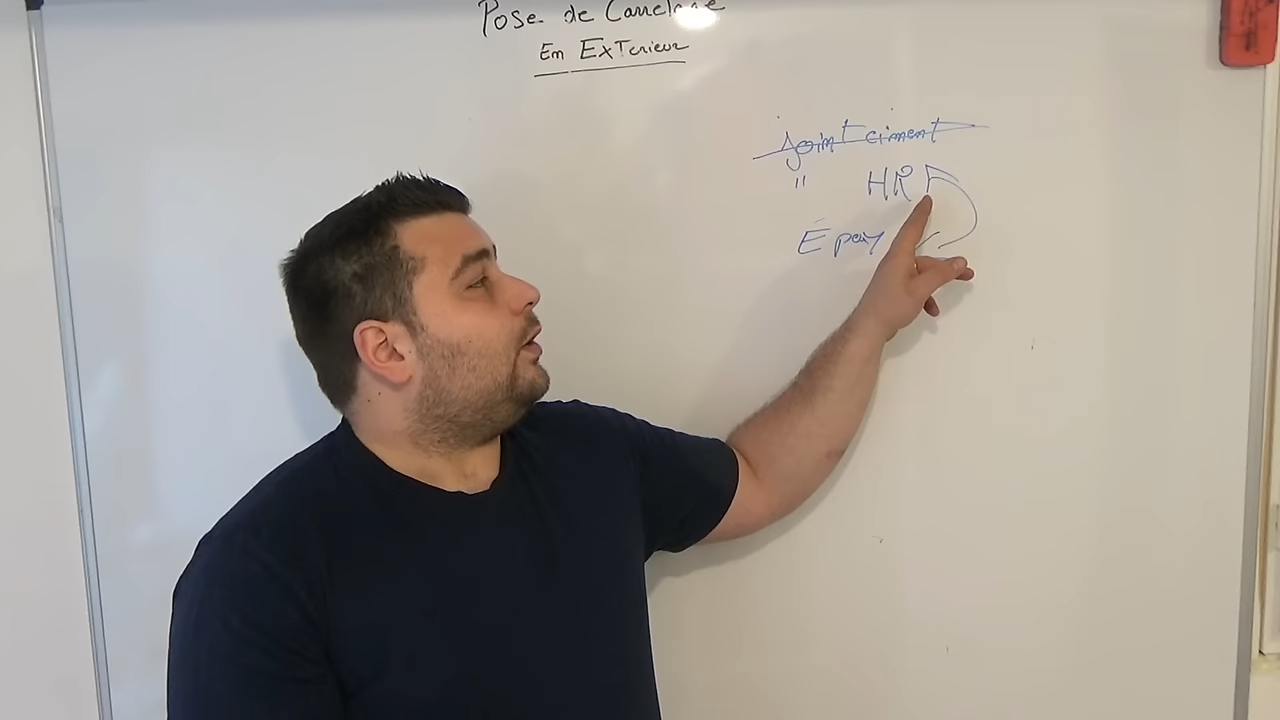 Pose de Carrelage
En Exterieur
joint ciment
" HR
Époxy